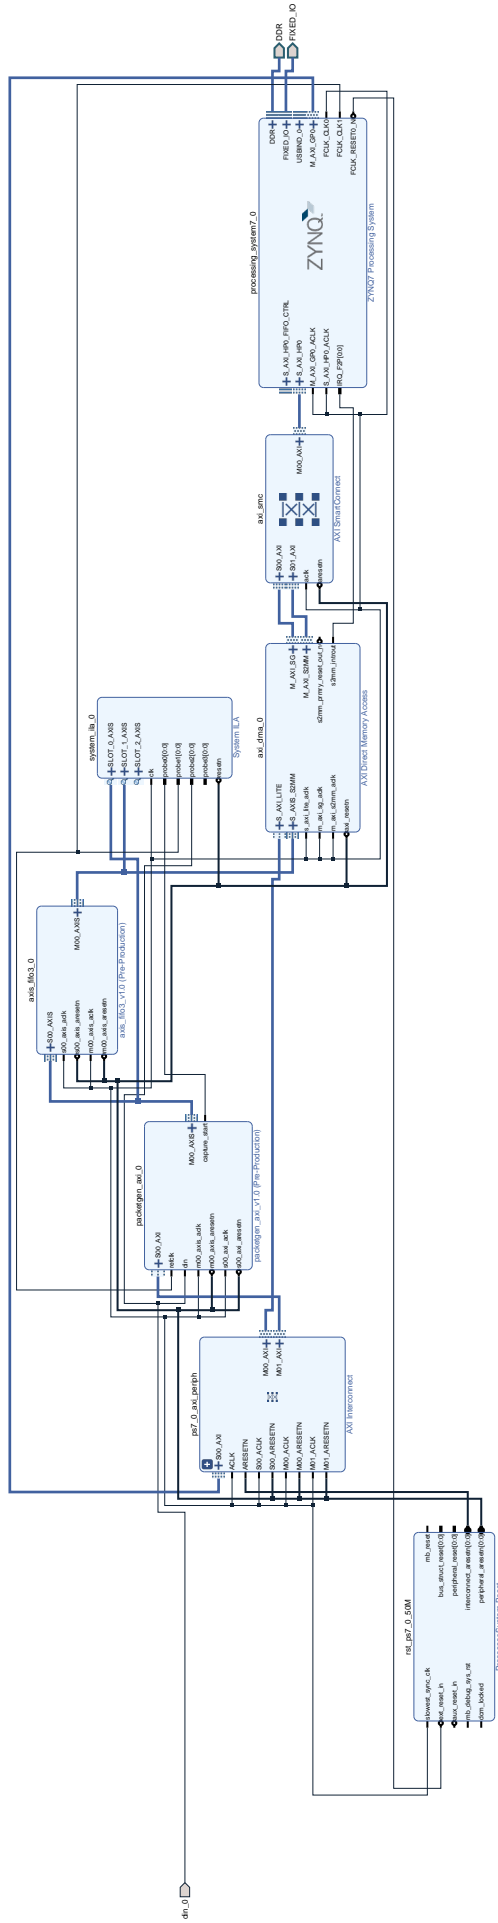 DDR
FIXED_IO
processing_system7_0
DDR
FIXED_IO
USBIND_0
M_AXI_GP0
FCLK_CLK0
FCLK_CLK1
FCLK_RESET0_N
ZYNQ
S_AXI_HP0_FIFO_CTRL
S_AXI_HP0
M_AXI_GP0_ACLK
S_AXI_HP0_ACLK
IRQ_F2P[0:0]
ZYNQ7 Processing System
axi_smc
M00_AXI
S00_AXI
S01_AXI
aclk
aresetn
AXI SmartConnect
axi_dma_0
M_AXI_SG
M_AXI_S2MM
s2mm_prmry_reset_out_n
s2mm_introut
S_AXI_LITE
S_AXIS_S2MM
s_axi_lite_aclk
m_axi_sg_aclk
m_axi_s2mm_aclk
axi_resetn
AXI Direct Memory Access
system_ila_0
SLOT_0_AXIS
SLOT_1_AXIS
SLOT_2_AXIS
clk
probe0[0:0]
probe1[0:0]
probe2[0:0]
probe3[0:0]
resetn
System ILA
axis_fifo3_0
M00_AXIS
S00_AXIS
s00_axis_aclk
s00_axis_aresetn
m00_axis_aclk
m00_axis_aresetn
axis_fifo3_v1.0 (Pre-Production)
packetgen_axi_0
M00_AXIS
capture_start
S00_AXI
refclk
din
m00_axis_aclk
m00_axis_aresetn
s00_axi_aclk
s00_axi_aresetn
packetgen_axi_v1.0 (Pre-Production)
ps7_0_axi_periph
M00_AXI
M01_AXI
S00_AXI
ACLK
ARESETN
S00_ACLK
S00_ARESETN
M00_ACLK
M00_ARESETN
M01_ACLK
M01_ARESETN
AXI Interconnect
rst_ps7_0_50M
mb_reset
bus_struct_reset[0:0]
peripheral_reset[0:0]
interconnect_aresetn[0:0]
peripheral_aresetn[0:0]
slowest_sync_clk
ext_reset_in
aux_reset_in
mb_debug_sys_rst
dcm_locked
din_0